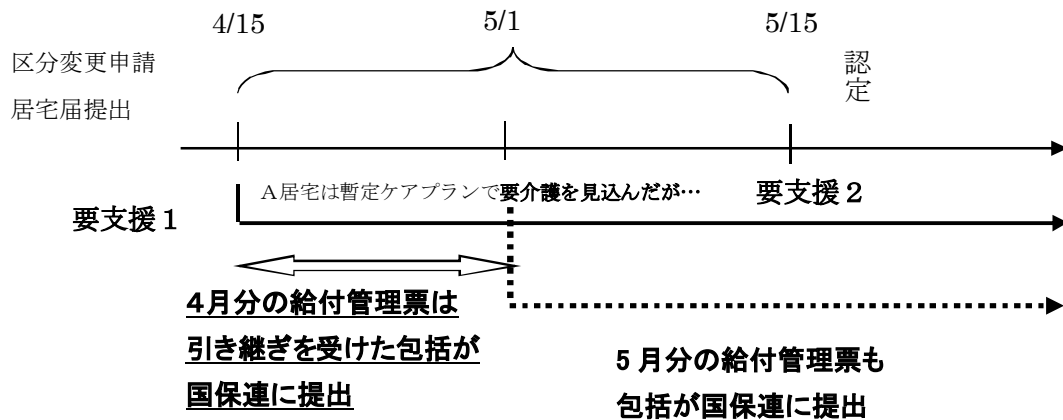 4/15
5/1
5/15
区分変更申請
居宅届提出
認定
A居宅は暫定ケアプランで要介護を見込んだが…
要支援2
要支援1
4月分の給付管理票は
引き継ぎを受けた包括が
国保連に提出
5月分の給付管理票も
包括が国保連に提出